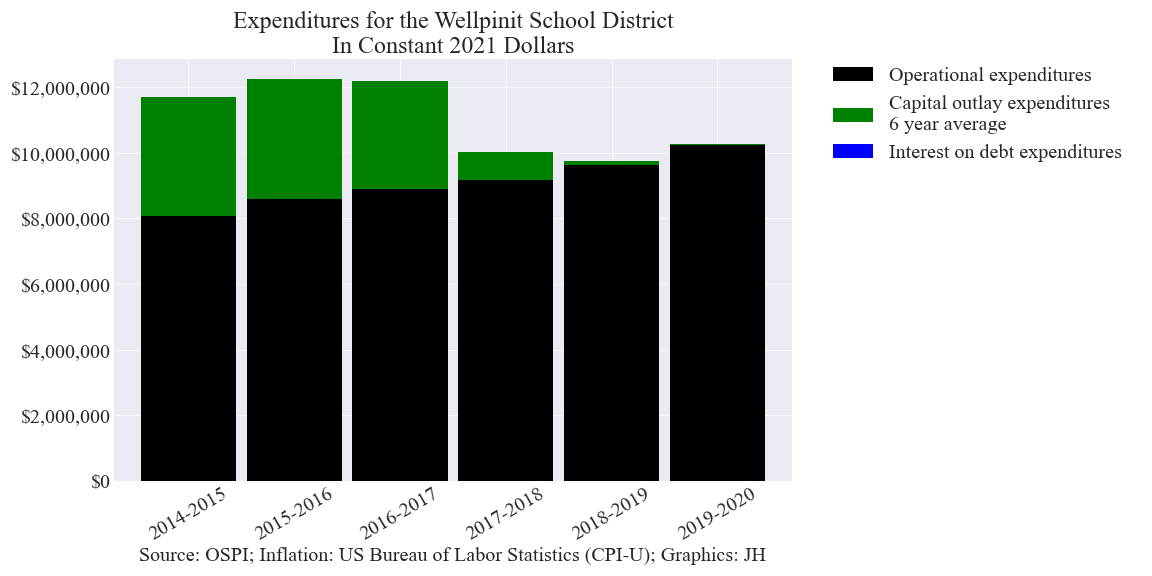 Expenditures for the Wellpinit School District
In Constant 2021 Dollars
$12,000,000
$10,000,000
$8,000,000
$6,000,000
$4,000,000
$2,000,000
$0
2014-2015
2015-2016
2016-2017
2017-2018
2018-2019
2019-2020
Source: OSPI; Inflation: US Bureau of Labor Statistics (CPI-U); Graphics: JH
Operational expenditures
Capital outlay expenditures
6 year average
Interest on debt expenditures